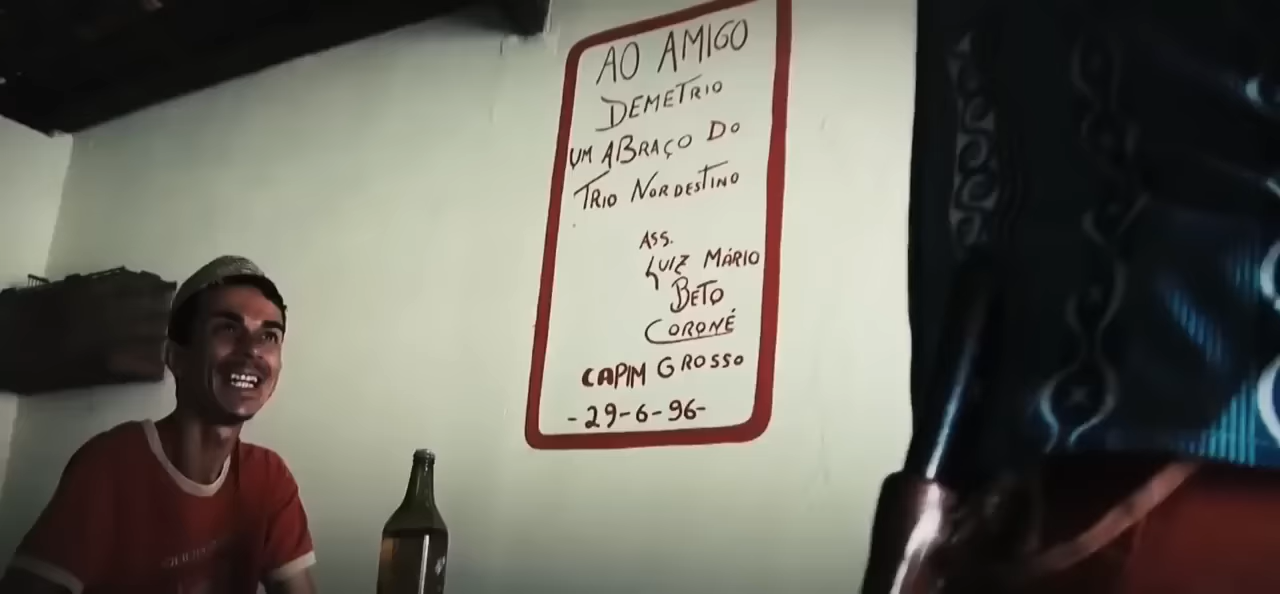 AO AMIGO
DEMETRIO
UM ABRAÇO DO
TRIO NORDESTINO
ASS.
LUIZ MÁRIO
BETO
CORONÉ
CAPIM GROSSO
-29-6-96-